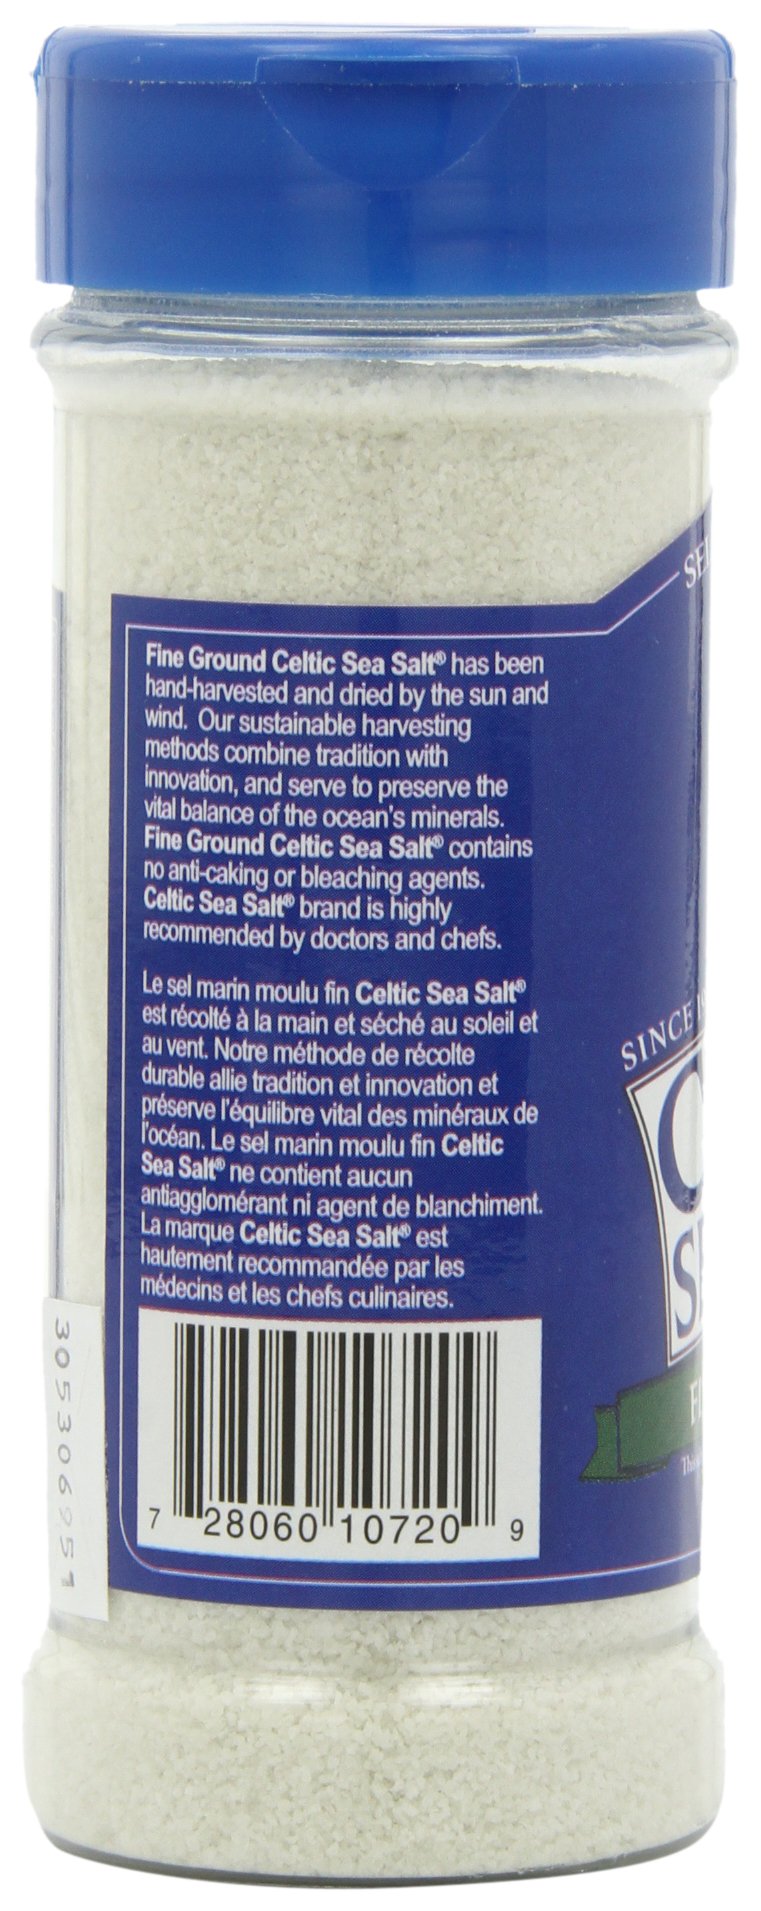 Fine Ground Celtic Sea Salt® has been
hand-harvested and dried by the sun and
wind. Our sustainable harvesting
methods combine tradition with
innovation, and serve to preserve the
vital balance of the ocean's minerals.
Fine Ground Celtic Sea Salt® contains
no anti-caking or bleaching agents.
Celtic Sea Salt® brand is highly
recommended by doctors and chefs.
Le sel marin moulu fin Celtic Sea Salt®
est récolté à la main et séché au soleil et
au vent. Notre méthode de récolte
durable allie tradition et innovation et
préserve l'équilibre vital des minéraux de
l'océan. Le sel marin moulu fin Celtic
Sea Salt® ne contient aucun
antiagglomérant ni agent de blanchiment.
La marque Celtic Sea Salt® est
hautement recommandée par les
médecins et les chefs culinaires.
7 28060 10720 9
305306251
SINCE